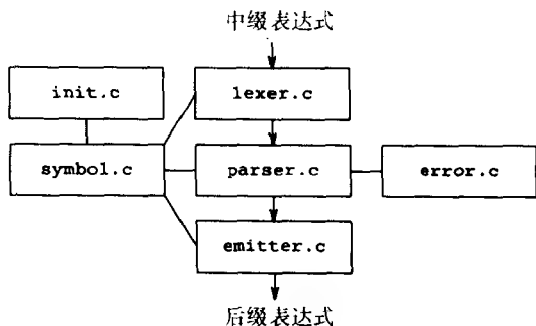 中缀表达式
init.c
lexer.c
symbol.c
parser.c
error.c
emitter.c
后缀表达式